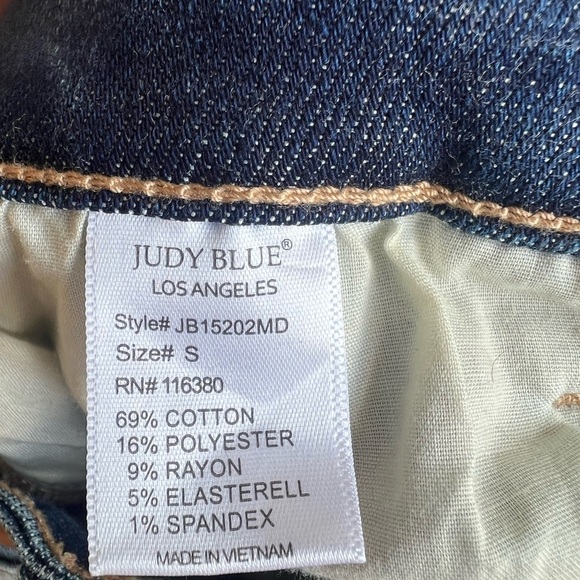 JUDY BLUE®
LOS ANGELES
Style# JB15202MD
Size# S
RN# 116380
69% COTTON
16% POLYESTER
9% RAYON
5% ELASTERELL
1% SPANDEX
MADE IN VIETNAM